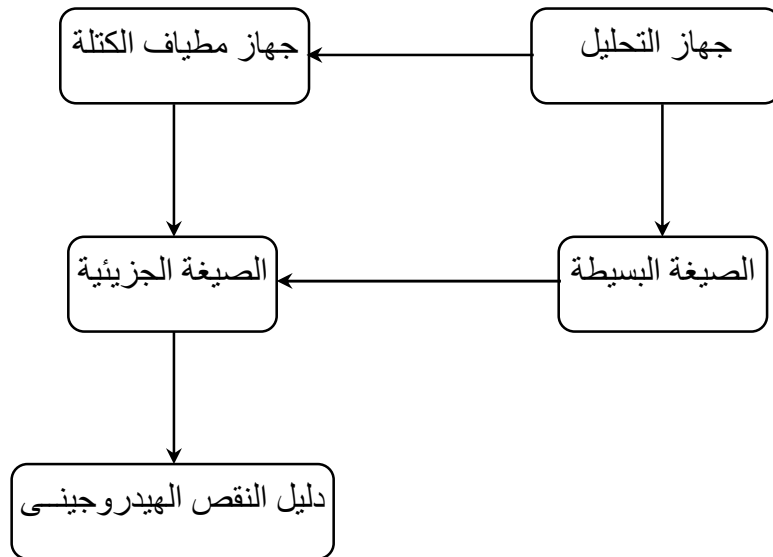 جهاز التحليل
جهاز مطياف الكتلة
الصيغة البسيطة
الصيغة الجزيئية
دليل النقص الهيدروجينــى